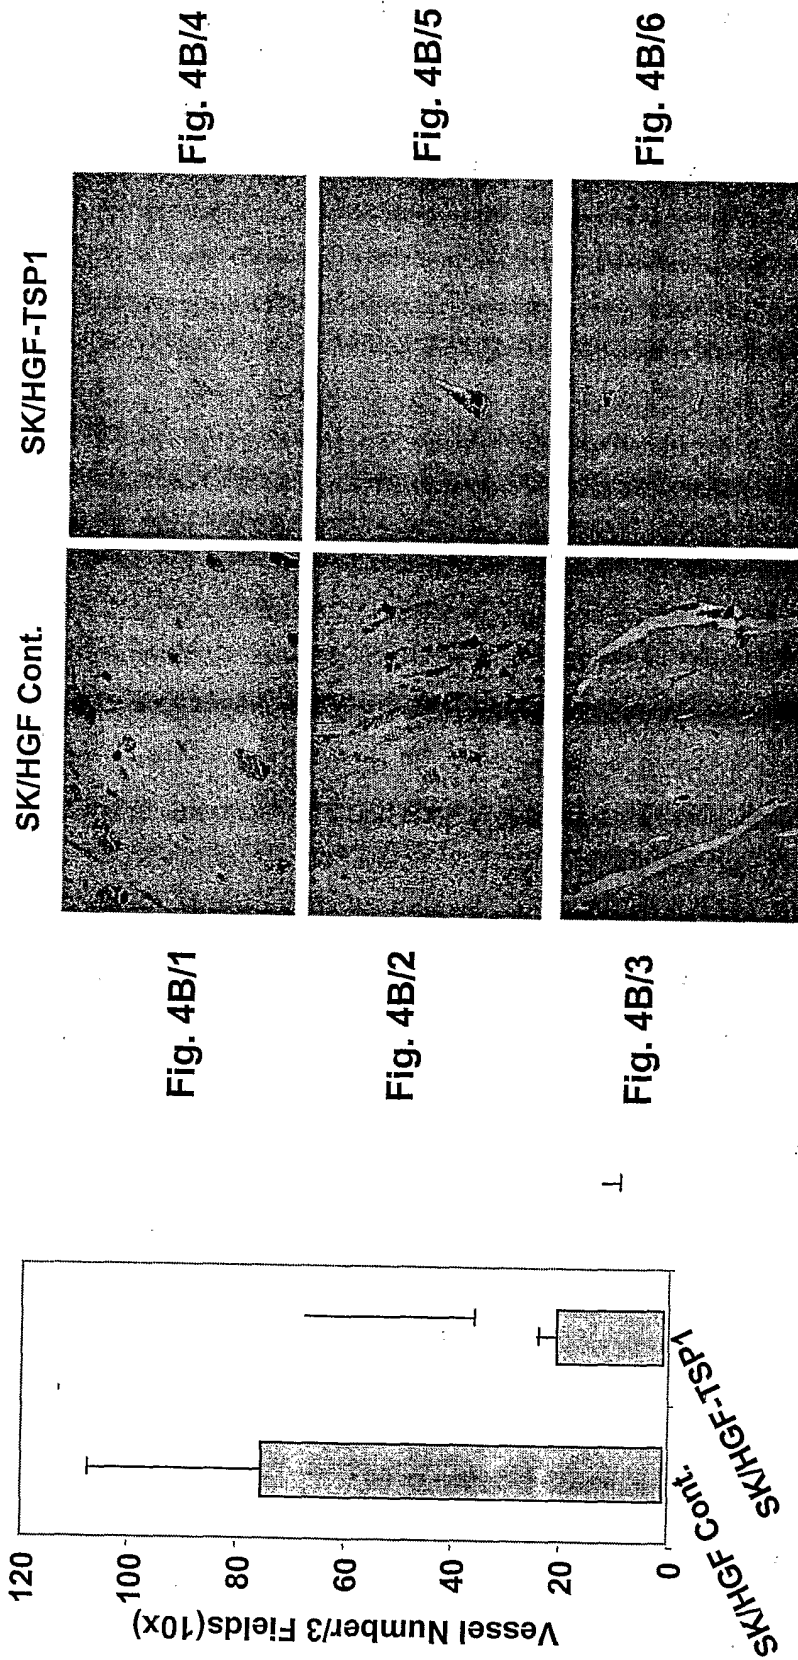 SK/HGF Cont.
SK/HGF-TSP1
Fig. 4B/1
Fig. 4B/4
Fig. 4B/2
Fig. 4B/5
Fig. 4B/3
Fig. 4B/6
Vessel Number/3 Fields(10x)
120
100
80
60
40
20
0
SK/HGF Cont.
SK/HGF-TSP1